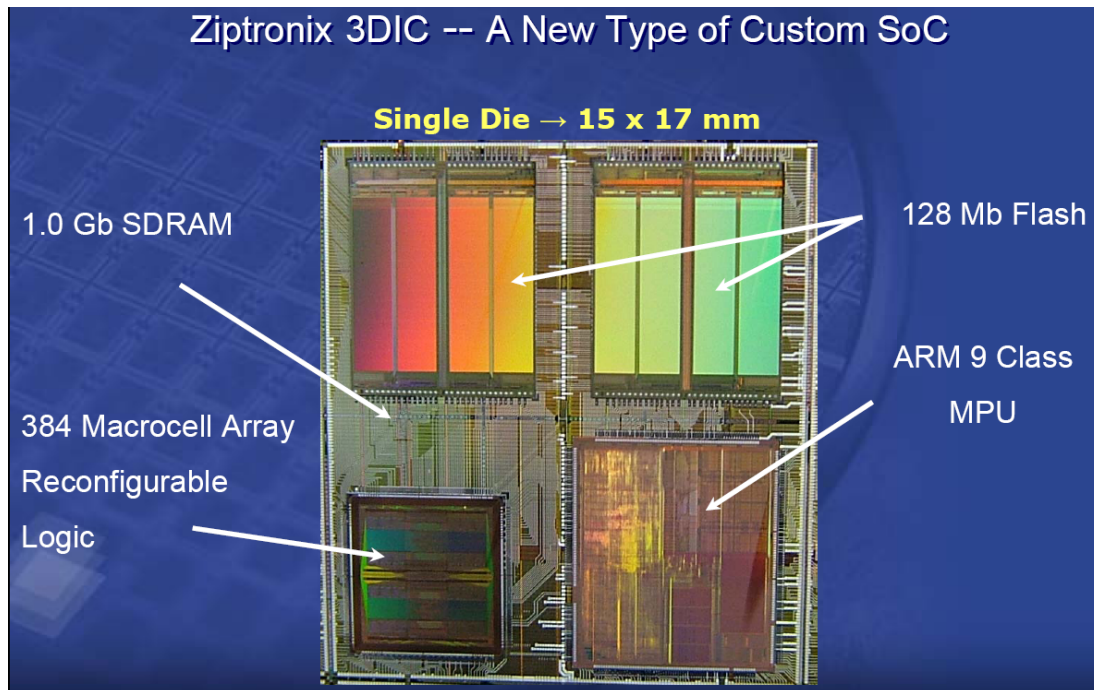 Ziptronix 3DIC -- A New Type of Custom SoC
Single Die → 15 x 17 mm
1.0 Gb SDRAM
128 Mb Flash
ARM 9 Class
MPU
384 Macrocell Array
Reconfigurable
Logic